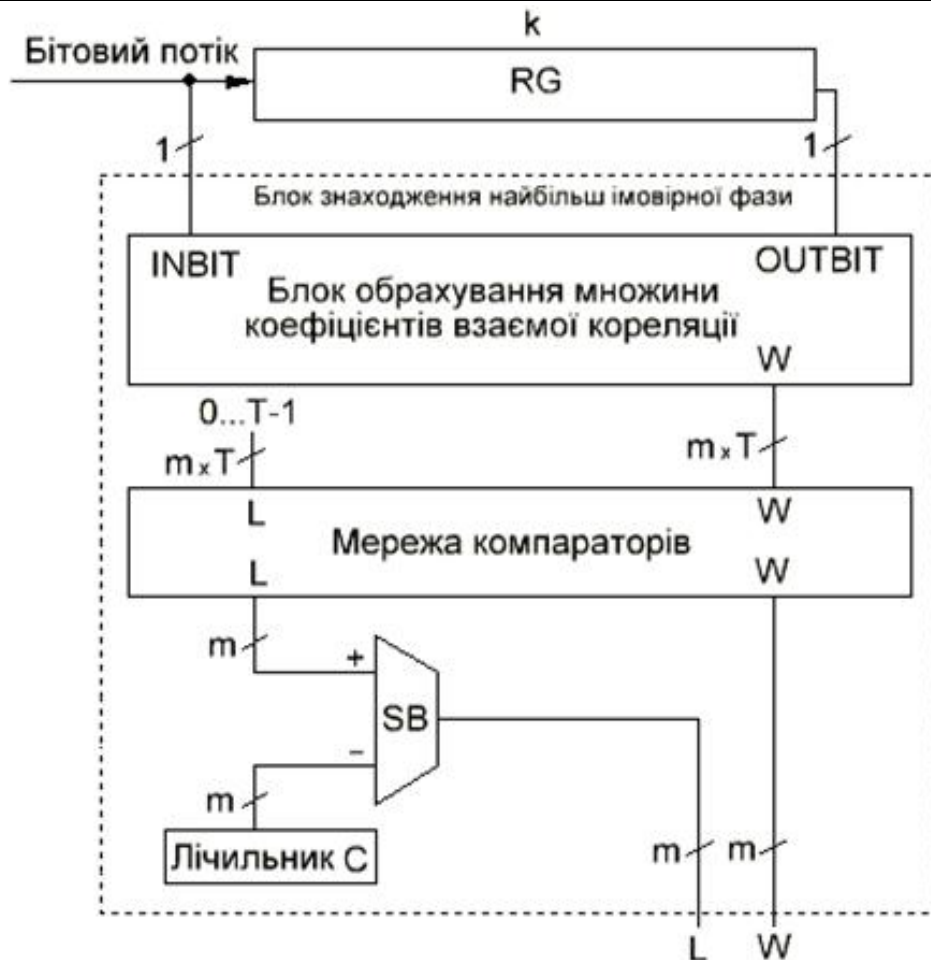 k
Бітовий потік
RG
1
1
Блок знаходження найбільш імовірної фази
INBIT
OUTBIT
Блок обрахування множини
коефіцієнтів взаємої кореляції
W
0...T-1
m x T
m x T
L
W
Мережа компараторів
L
W
m
+
SB
–
m
Лічильник С
m
m
L
W